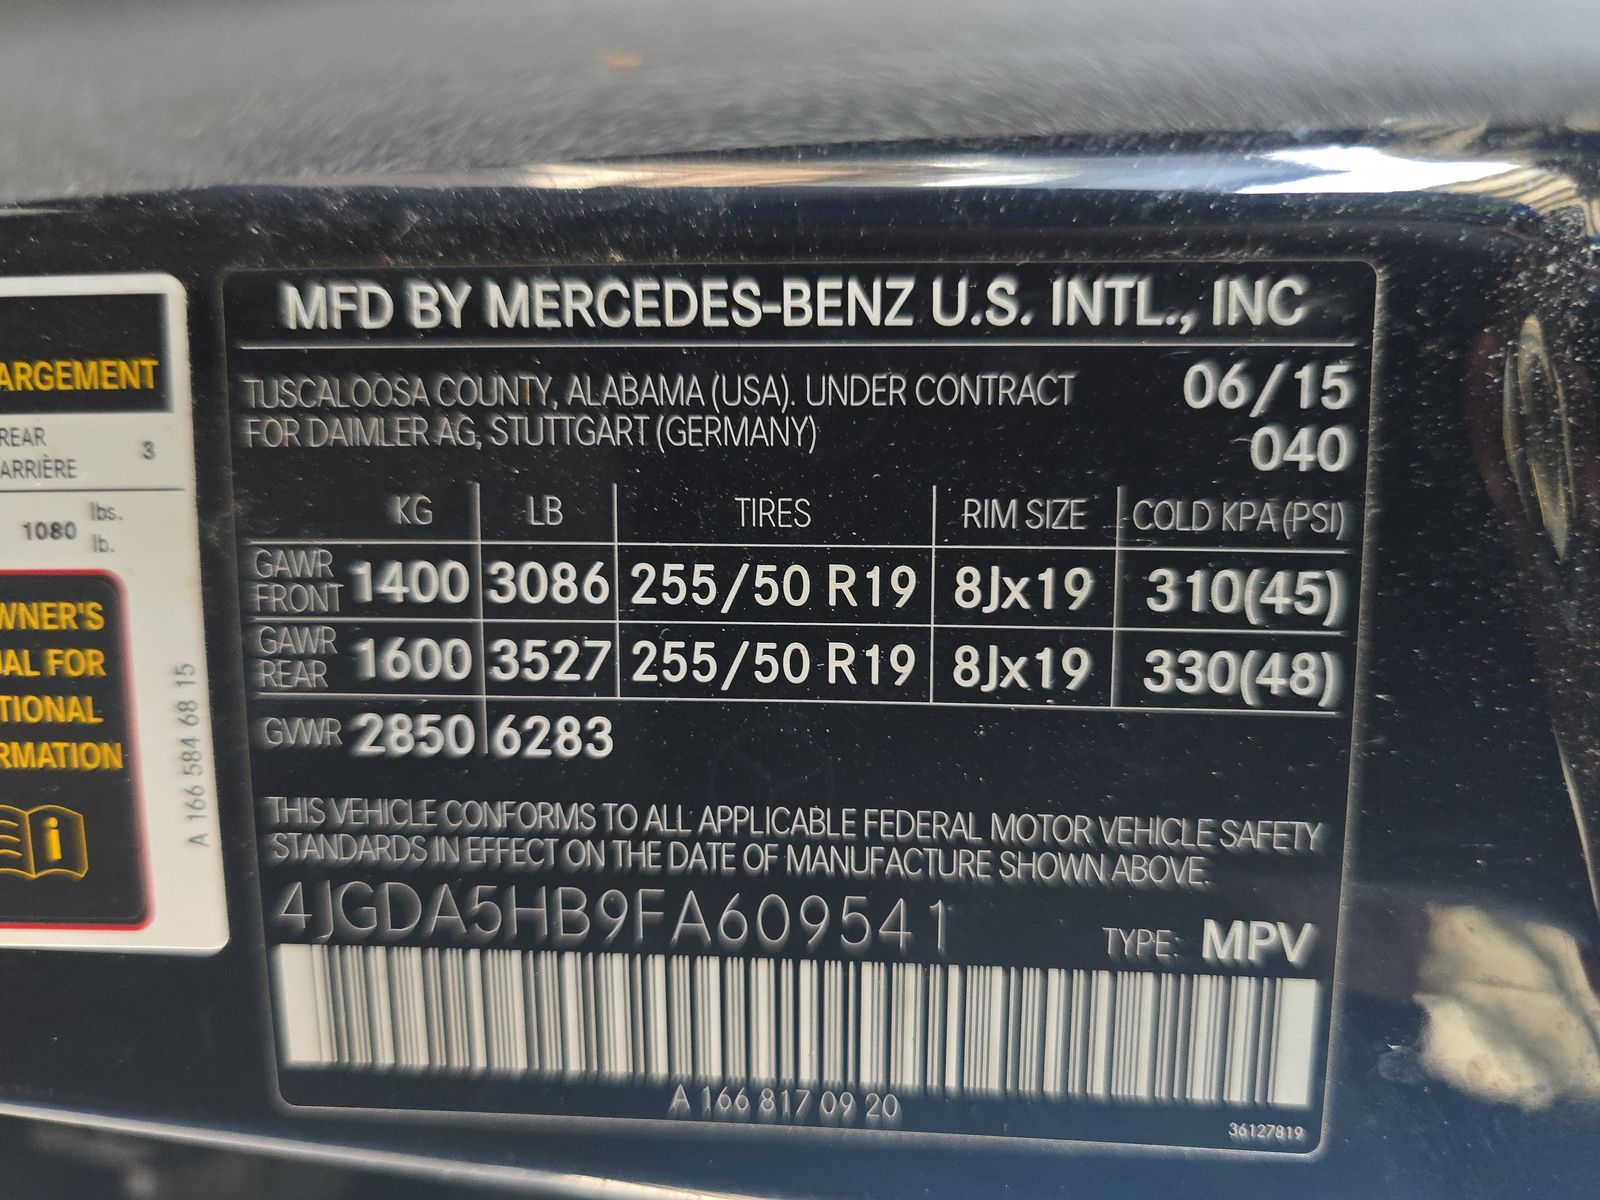 ARGEMENT
REAR
ARRIÈRE 3
1080 lbs.
lb.
WNER'S
UAL FOR
TIONAL
RMATION
A 166 584 68 15
MFD BY MERCEDES-BENZ U.S. INTL., INC
TUSCALOOSA COUNTY, ALABAMA (USA). UNDER CONTRACT 06/15
FOR DAIMLER AG, STUTTGART (GERMANY) 040
KG LB TIRES RIM SIZE COLD KPA (PSI)
GAWR FRONT 1400 3086 255/50 R19 8Jx19 310(45)
GAWR REAR 1600 3527 255/50 R19 8Jx19 330(48)
GVWR 2850 6283
THIS VEHICLE CONFORMS TO ALL APPLICABLE FEDERAL MOTOR VEHICLE SAFETY
STANDARDS IN EFFECT ON THE DATE OF MANUFACTURE SHOWN ABOVE.
4JGDA5HB9FA609541 TYPE: MPV
A 166 817 09 20
36127819